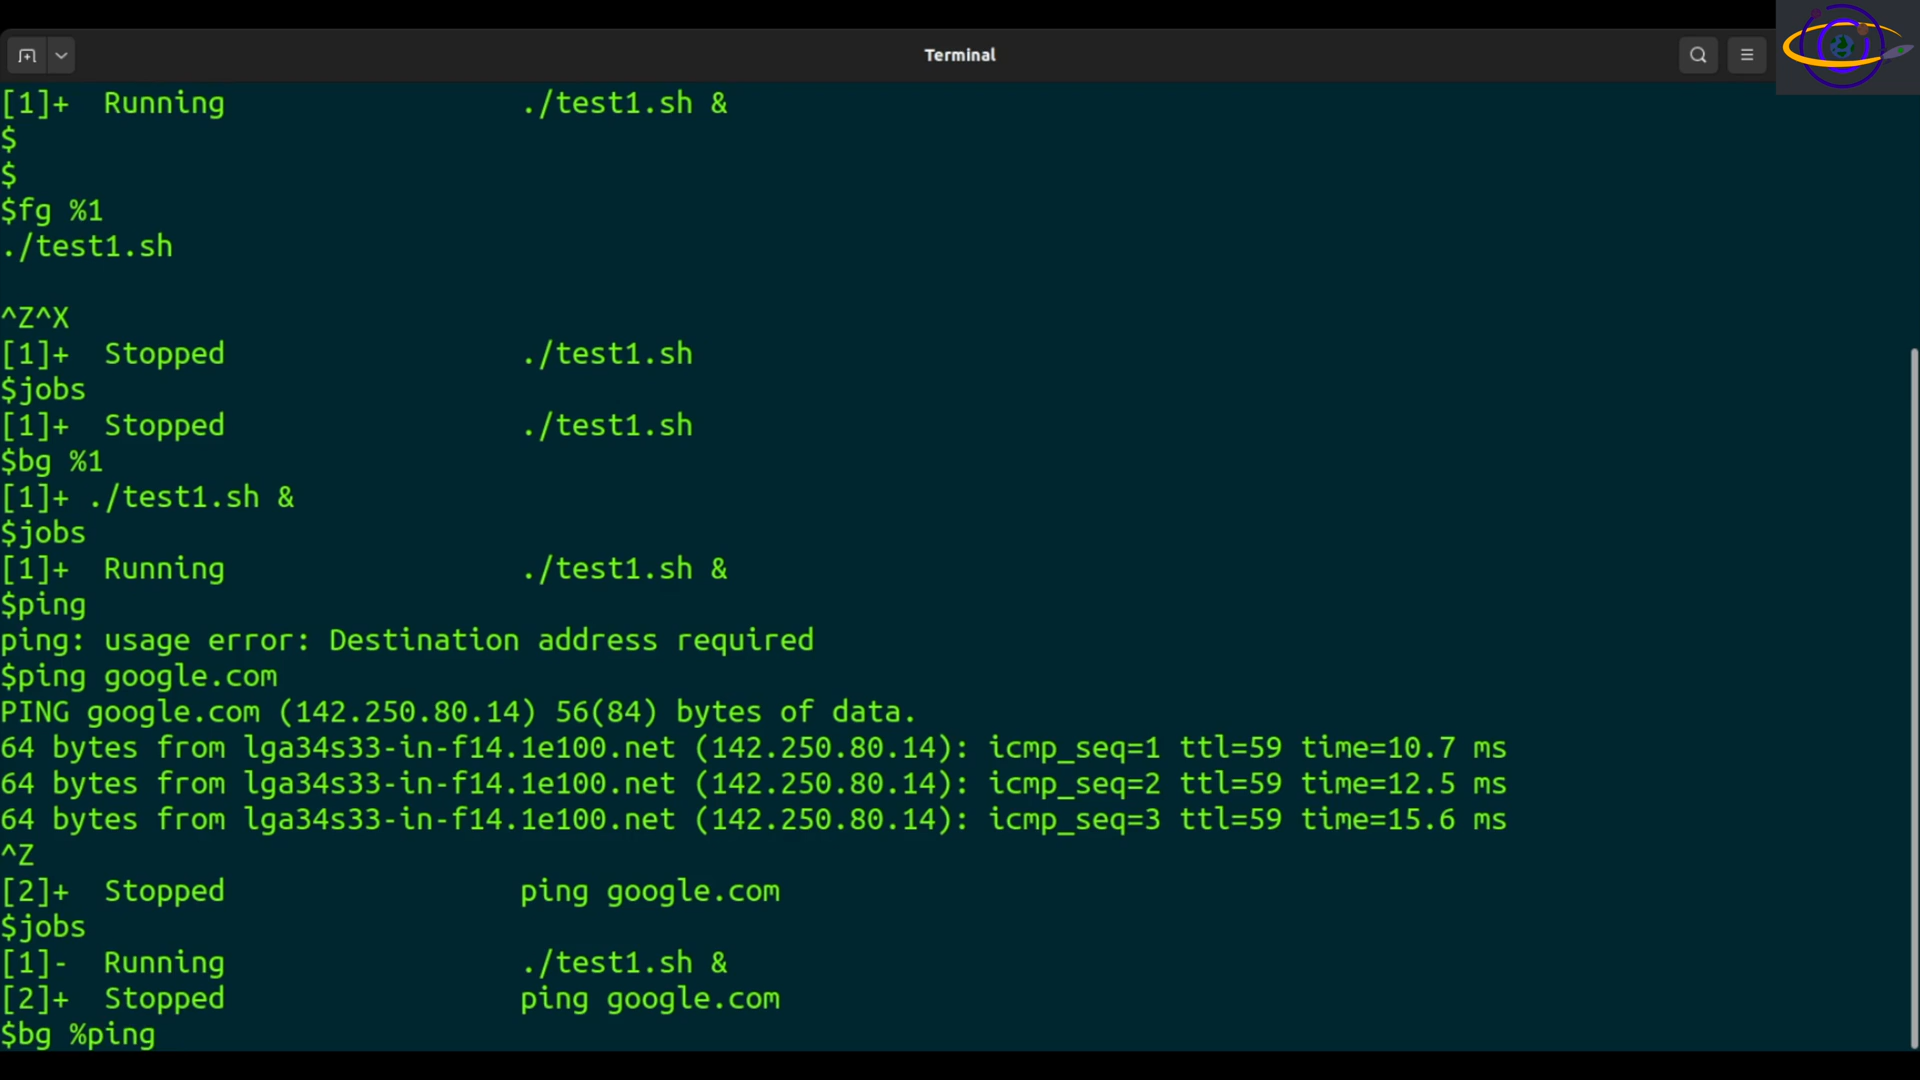 Terminal
[1]+  Running                 ./test1.sh &
$
$
$fg %1
./test1.sh
^Z^X
[1]+  Stopped                 ./test1.sh
$jobs
[1]+  Stopped                 ./test1.sh
$bg %1
[1]+ ./test1.sh &
$jobs
[1]+  Running                 ./test1.sh &
$ping
ping: usage error: Destination address required
$ping google.com
PING google.com (142.250.80.14) 56(84) bytes of data.
64 bytes from lga34s33-in-f14.1e100.net (142.250.80.14): icmp_seq=1 ttl=59 time=10.7 ms
64 bytes from lga34s33-in-f14.1e100.net (142.250.80.14): icmp_seq=2 ttl=59 time=12.5 ms
64 bytes from lga34s33-in-f14.1e100.net (142.250.80.14): icmp_seq=3 ttl=59 time=15.6 ms
^Z
[2]+  Stopped                 ping google.com
$jobs
[1]-  Running                 ./test1.sh &
[2]+  Stopped                 ping google.com
$bg %ping